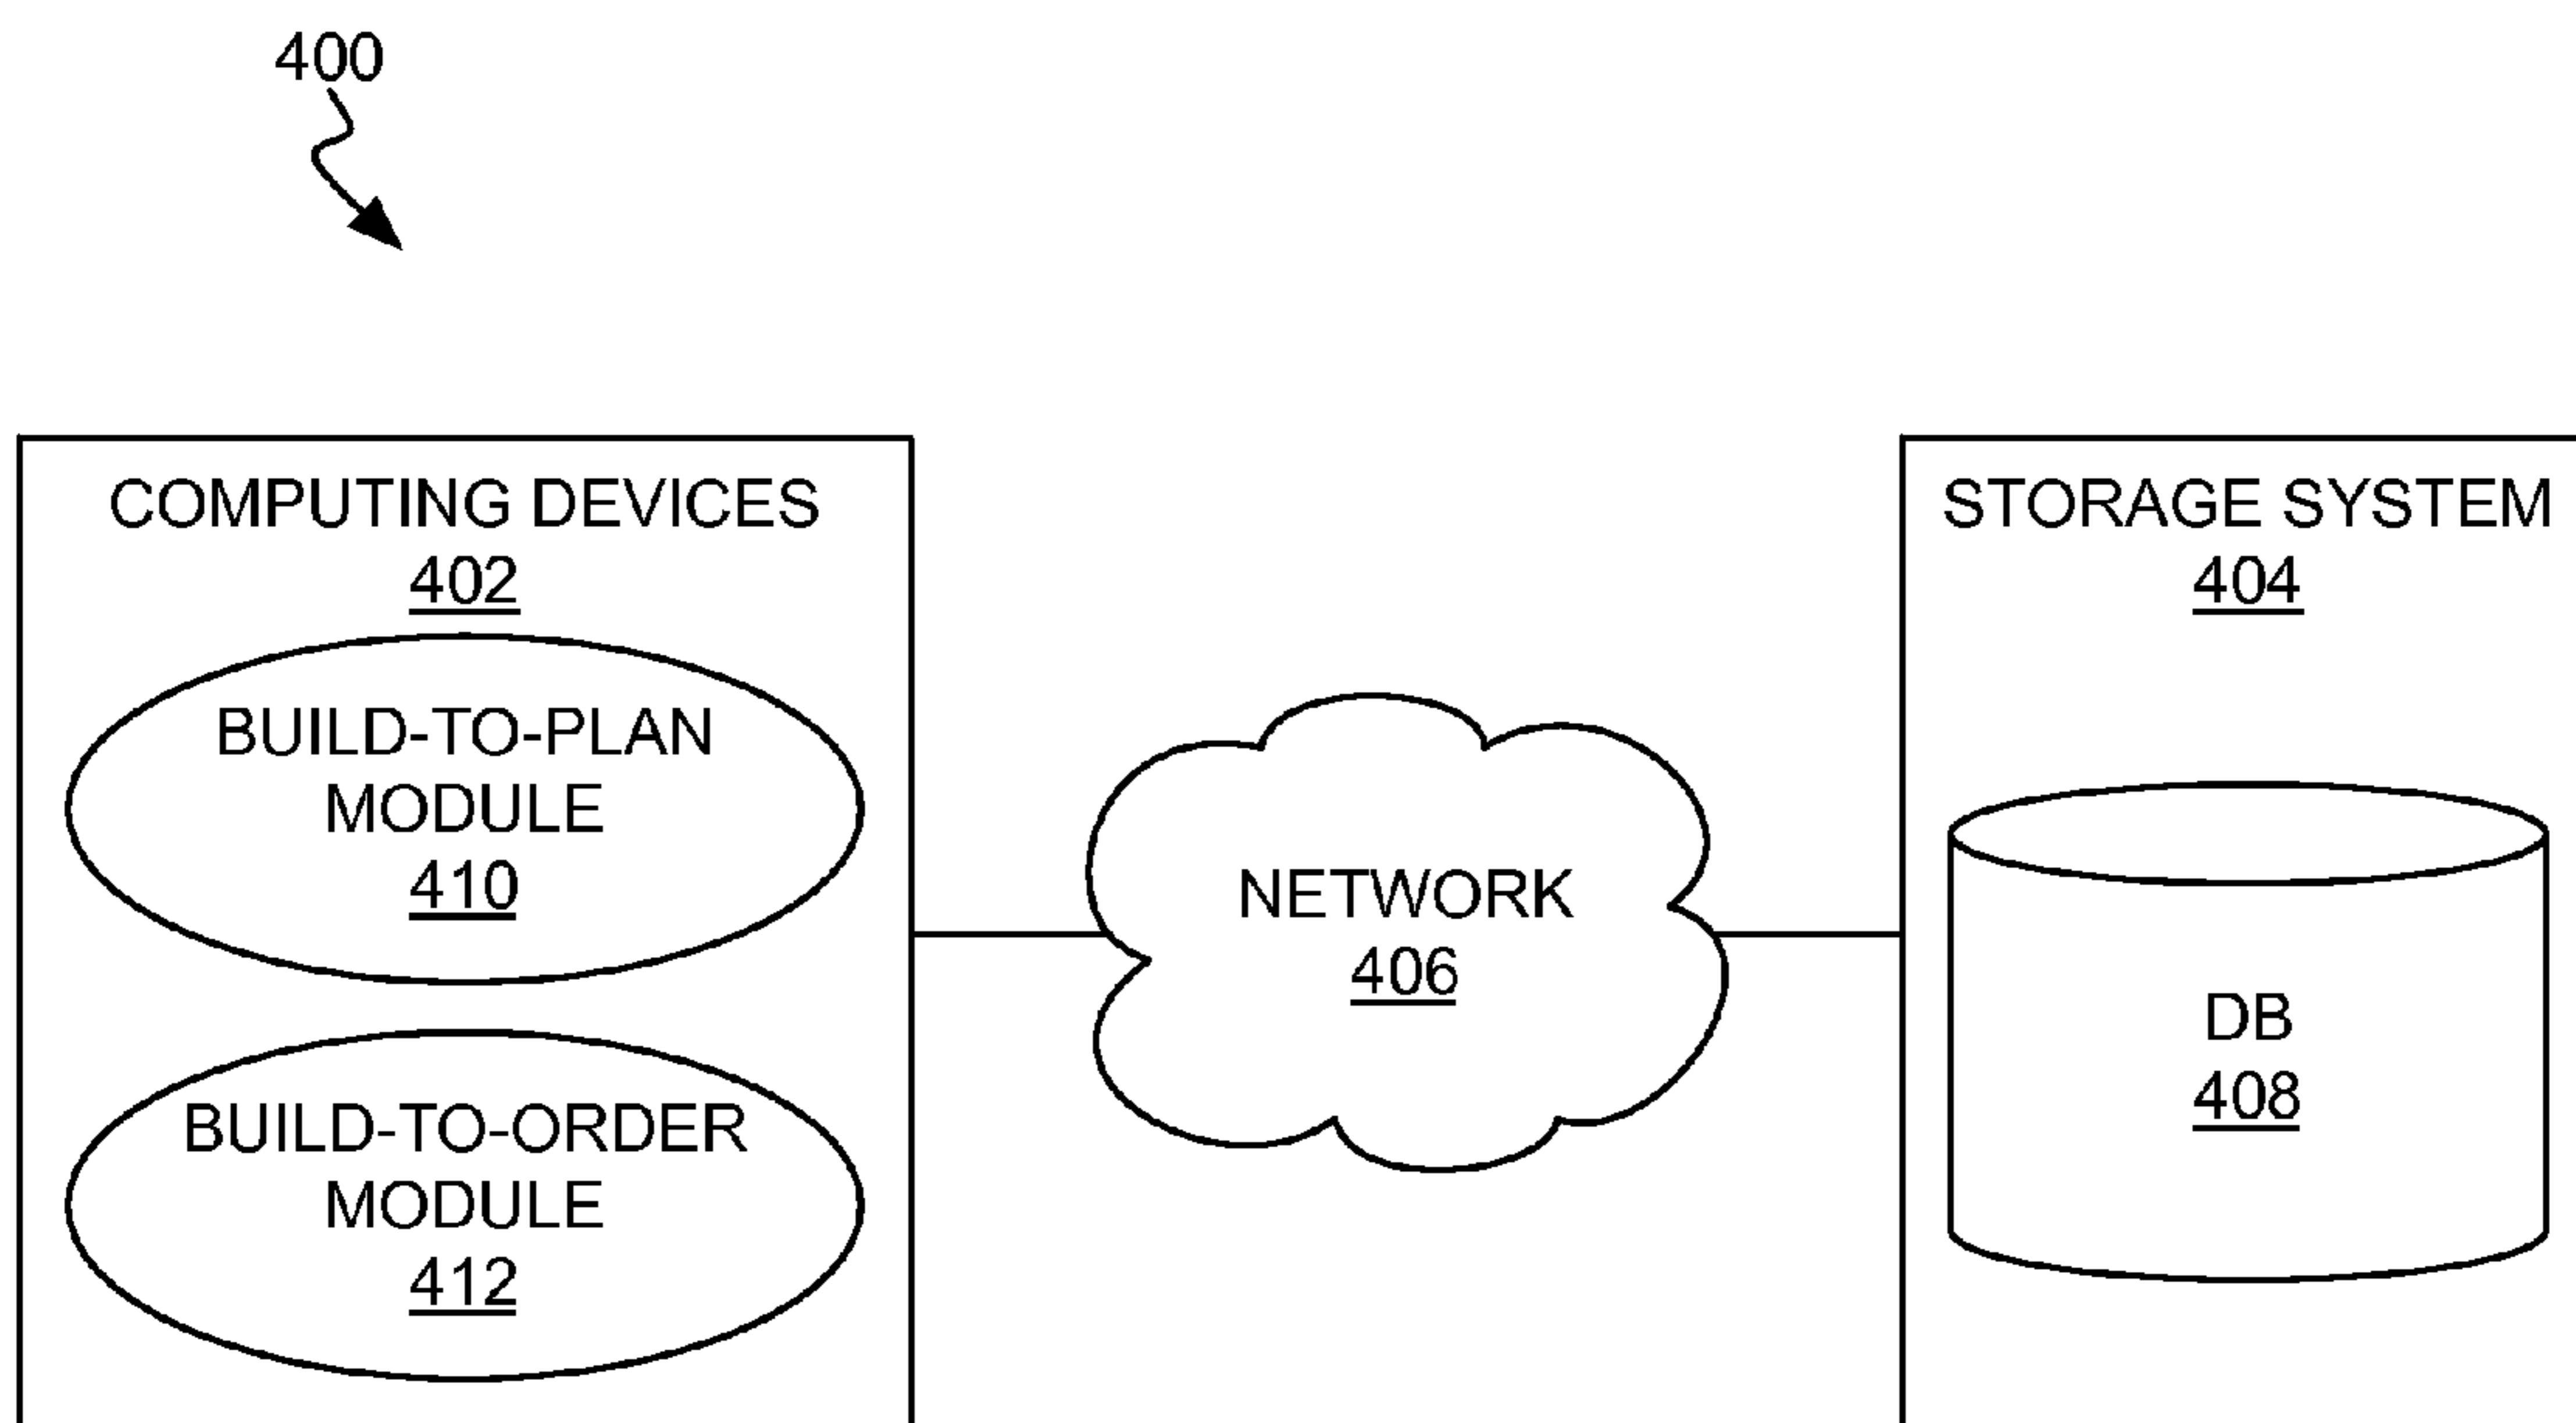 400
COMPUTING DEVICES
402
BUILD-TO-PLAN
MODULE
410
BUILD-TO-ORDER
MODULE
412
NETWORK
406
STORAGE SYSTEM
404
DB
408